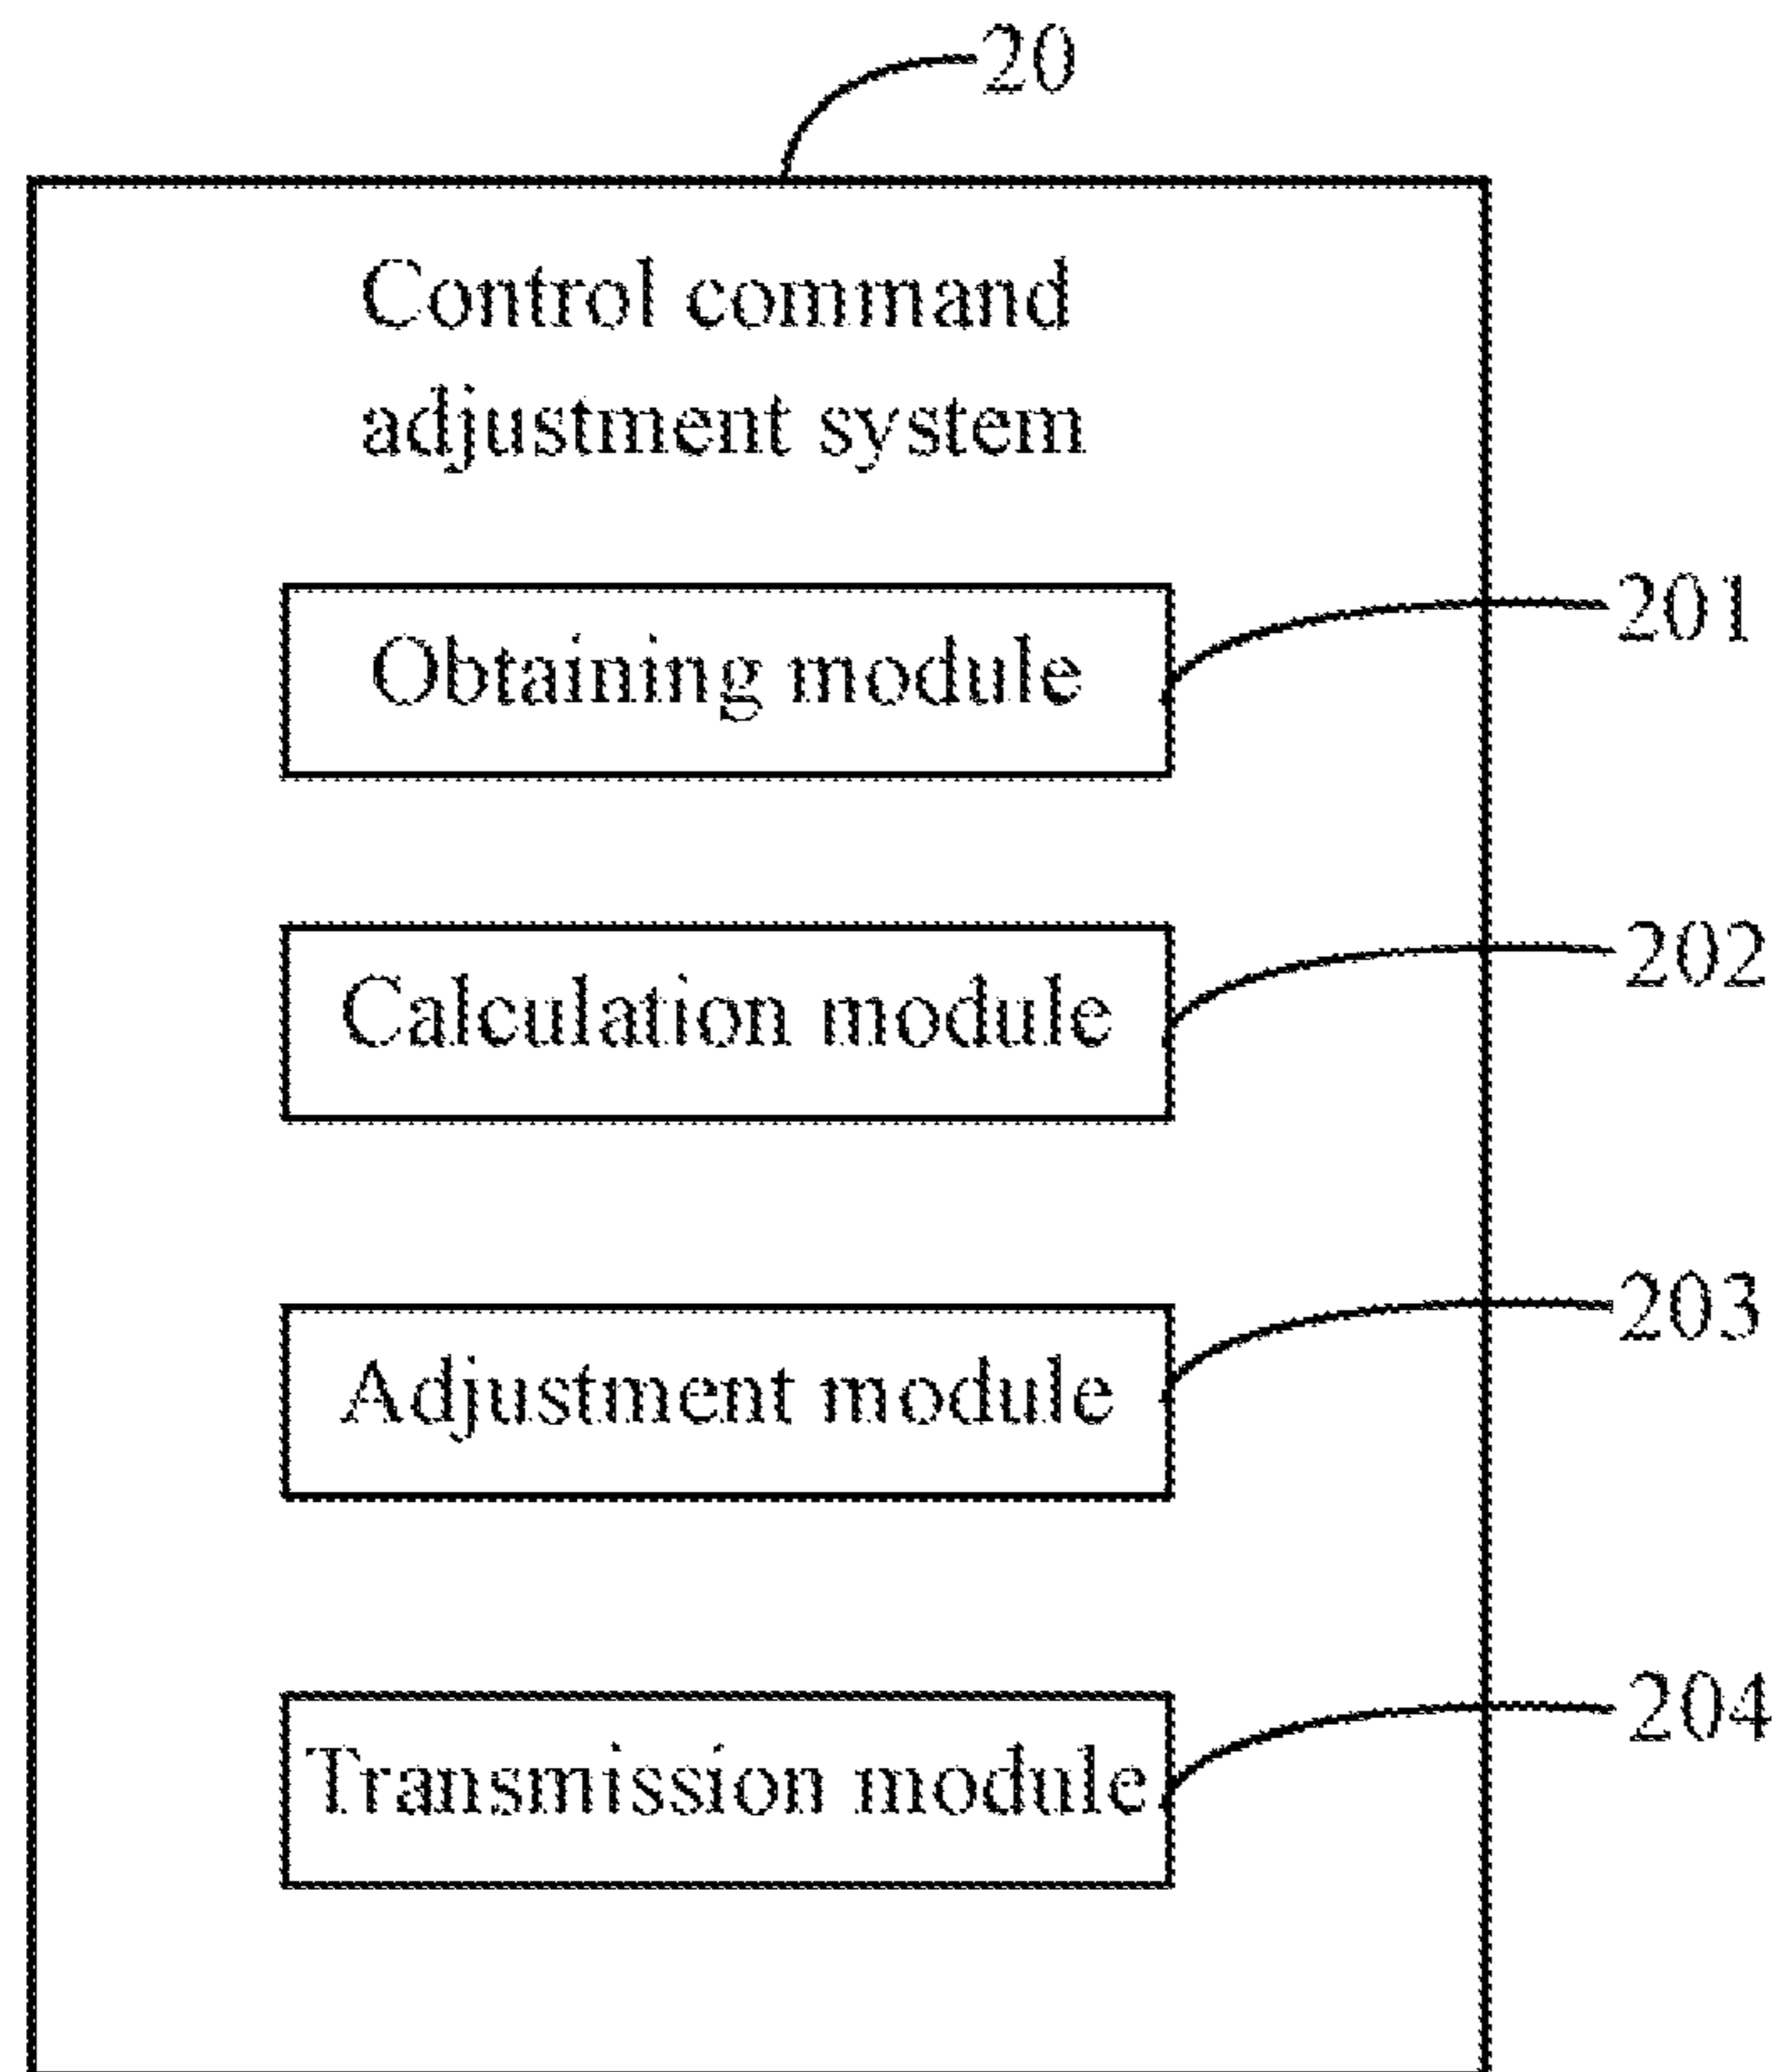 20
Control command
adjustment system
Obtaining module
201
Calculation module
202
Adjustment module
203
Transmission module
204